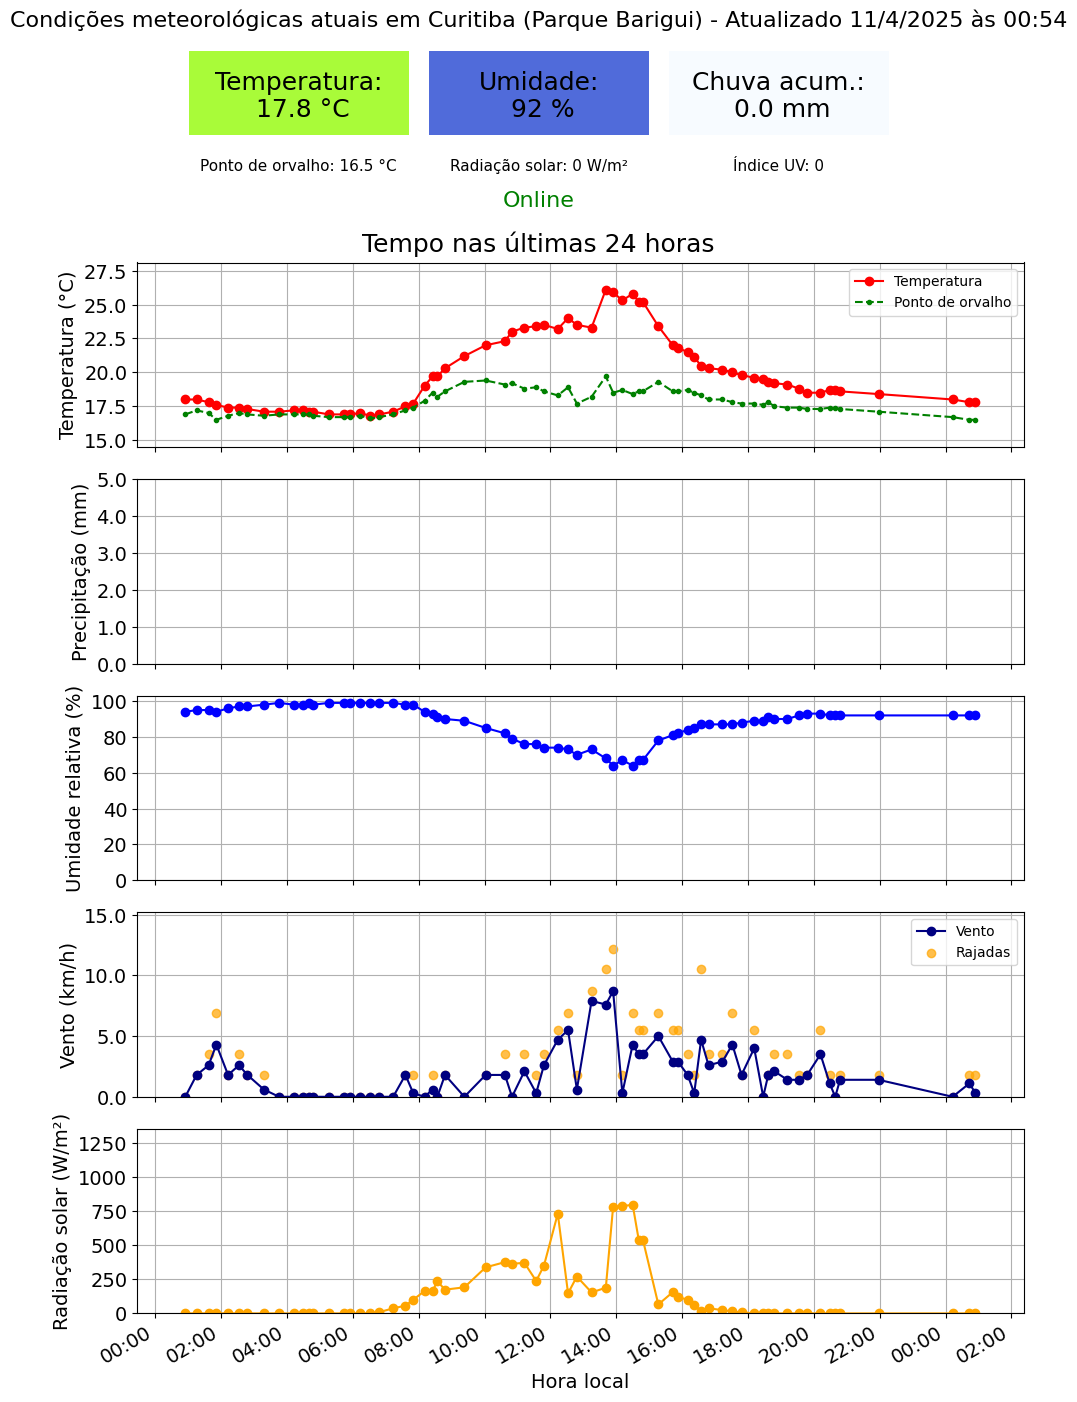 Condições meteorológicas atuais em Curitiba (Parque Barigui) - Atualizado 11/4/2025 às 00:54
Temperatura:
17.8 °C
Umidade:
92 %
Chuva acum.:
0.0 mm
Ponto de orvalho: 16.5 °C
Radiação solar: 0 W/m²
Índice UV: 0
Online
Tempo nas últimas 24 horas
Temperatura (°C)
27.5
25.0
22.5
20.0
17.5
15.0
Temperatura
Ponto de orvalho
Precipitação (mm)
5.0
4.0
3.0
2.0
1.0
0.0
Umidade relativa (%)
100
80
60
40
20
0
Vento (km/h)
15.0
10.0
5.0
0.0
Vento
Rajadas
Radiação solar (W/m²)
1250
1000
750
500
250
0
00:00
02:00
04:00
06:00
08:00
10:00
12:00
14:00
16:00
18:00
20:00
22:00
00:00
02:00
Hora local